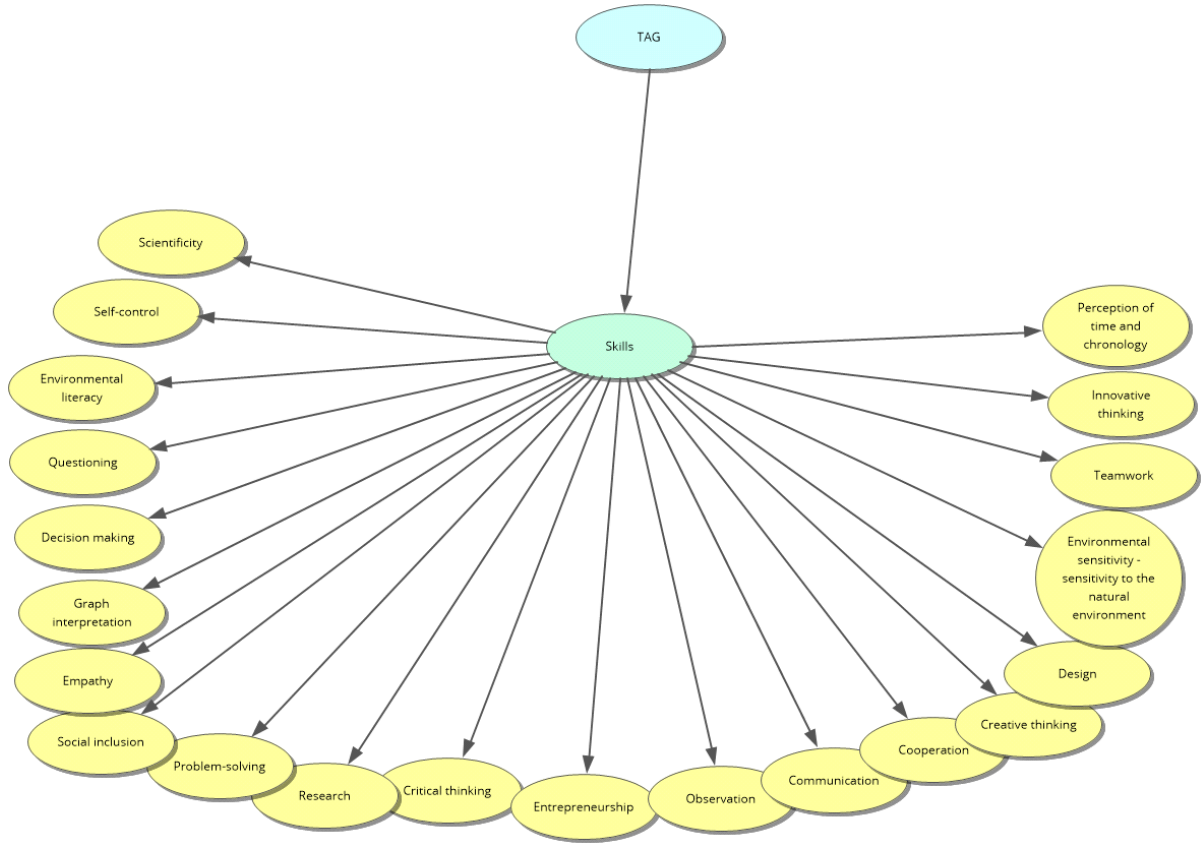 TAG
Scientificity
Self-control
Skills
Perception of
time and
chronology
Environmental
literacy
Innovative
thinking
Questioning
Teamwork
Decision making
Environmental
sensitivity -
sensitivity to the
natural
environment
Graph
interpretation
Empathy
Design
Social inclusion
Creative thinking
Problem-solving
Cooperation
Research
Critical thinking
Entrepreneurship
Observation
Communication